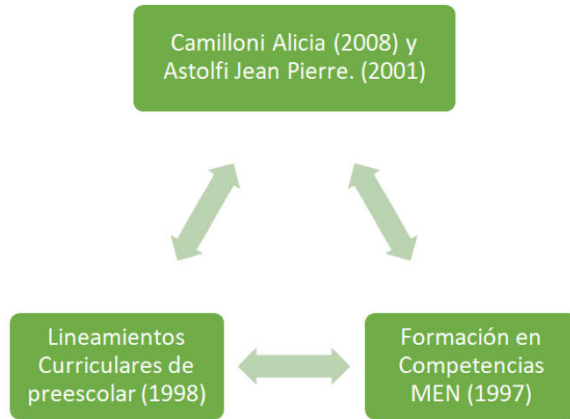 Camilloni Alicia (2008) y
Astolfi Jean Pierre. (2001)
Lineamientos
Curriculares de
preescolar (1998)
Formación en
Competencias
MEN (1997)